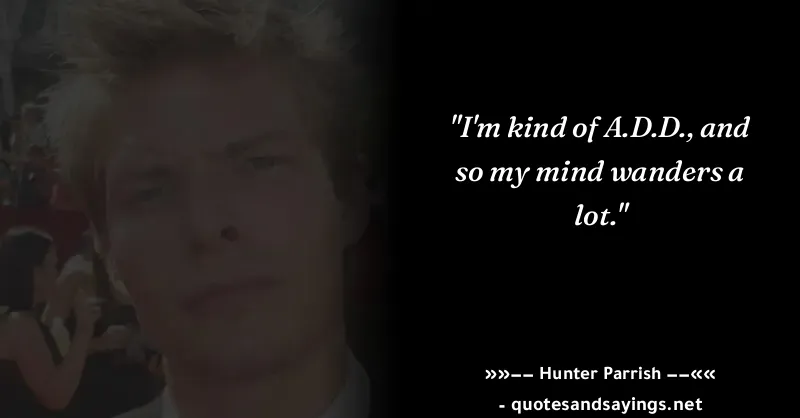 "I'm kind of A.D.D., and
so my mind wanders a
lot."
»»—— Hunter Parrish ——««
- quotesandsayings.net